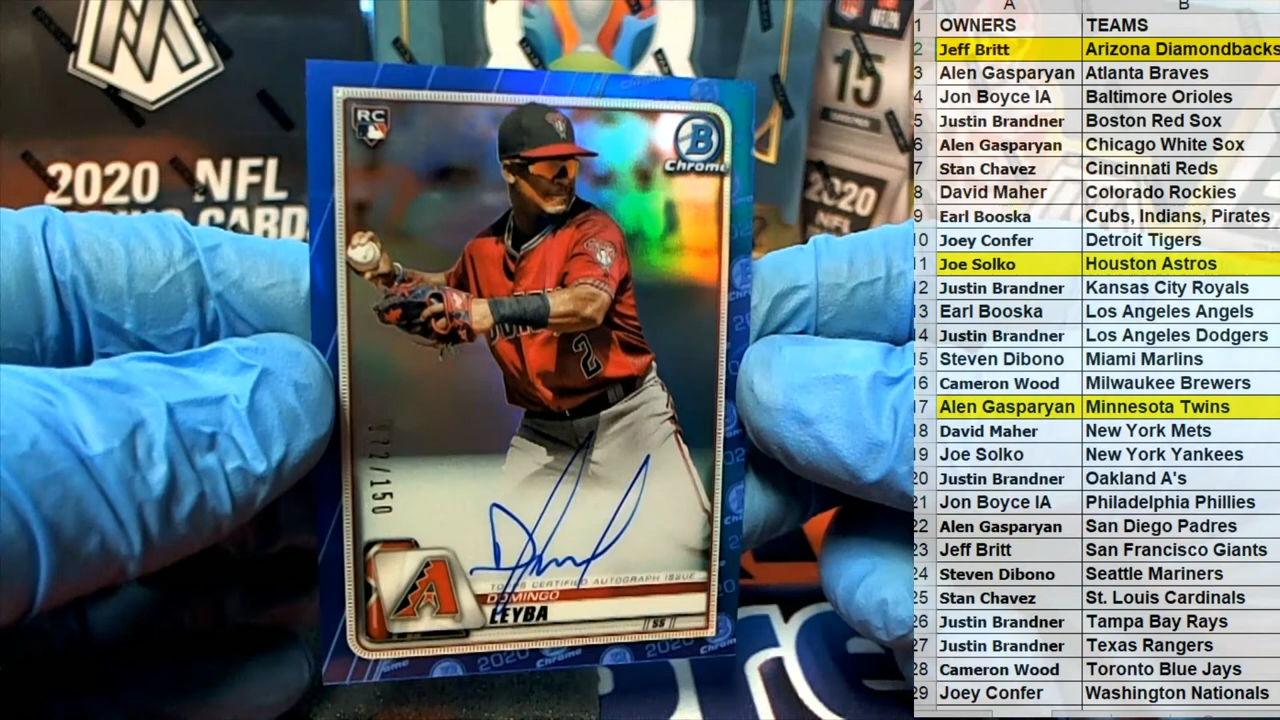 2020 NFL
15
2020
NFL
RC
B
Chrome
2
072/150
TOPPS CERTIFIED AUTOGRAPH ISSUE
DOMINGO
LEYBA
SS
A
2020
Chrome
A B
1 OWNERS TEAMS
2 Jeff Britt Arizona Diamondbacks
3 Alen Gasparyan Atlanta Braves
4 Jon Boyce IA Baltimore Orioles
5 Justin Brandner Boston Red Sox
6 Alen Gasparyan Chicago White Sox
7 Stan Chavez Cincinnati Reds
8 David Maher Colorado Rockies
9 Earl Booska Cubs, Indians, Pirates
10 Joey Confer Detroit Tigers
11 Joe Solko Houston Astros
12 Justin Brandner Kansas City Royals
13 Earl Booska Los Angeles Angels
14 Justin Brandner Los Angeles Dodgers
15 Steven Dibono Miami Marlins
16 Cameron Wood Milwaukee Brewers
17 Alen Gasparyan Minnesota Twins
18 David Maher New York Mets
19 Joe Solko New York Yankees
20 Justin Brandner Oakland A's
21 Jon Boyce IA Philadelphia Phillies
22 Alen Gasparyan San Diego Padres
23 Jeff Britt San Francisco Giants
24 Steven Dibono Seattle Mariners
25 Stan Chavez St. Louis Cardinals
26 Justin Brandner Tampa Bay Rays
27 Justin Brandner Texas Rangers
28 Cameron Wood Toronto Blue Jays
29 Joey Confer Washington Nationals